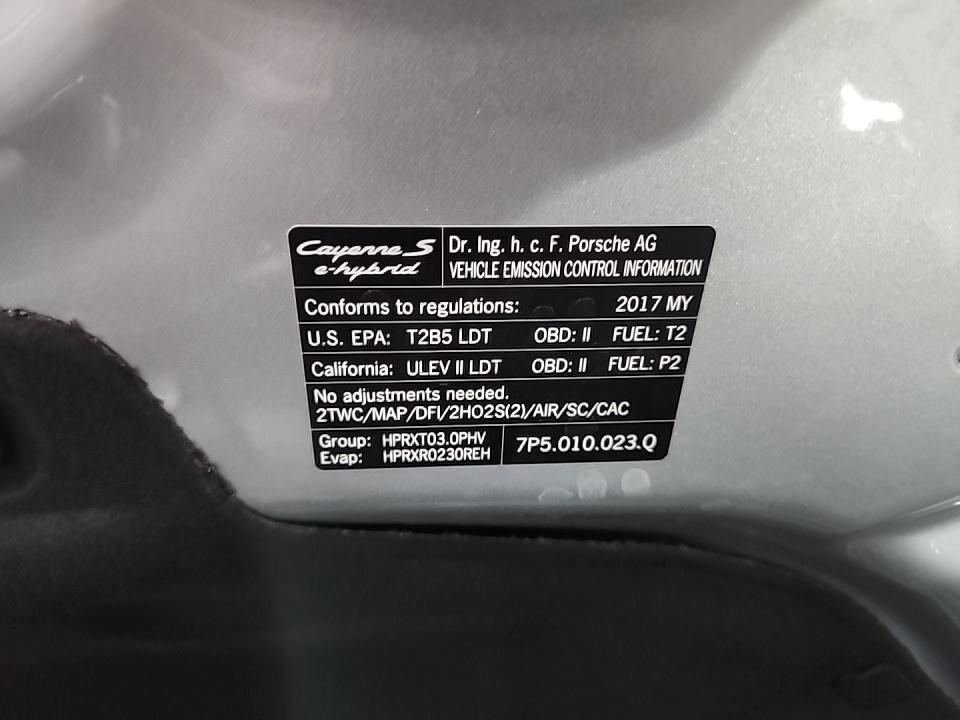 Cayenne S
e-hybrid
Dr. Ing. h. c. F. Porsche AG
VEHICLE EMISSION CONTROL INFORMATION
Conforms to regulations: 2017 MY
U.S. EPA: T2B5 LDT OBD: II FUEL: T2
California: ULEV II LDT OBD: II FUEL: P2
No adjustments needed.
2TWC/MAP/DFI/2HO2S(2)/AIR/SC/CAC
Group: HPRXT03.0PHV
Evap: HPRXR0230REH
7P5.010.023.Q